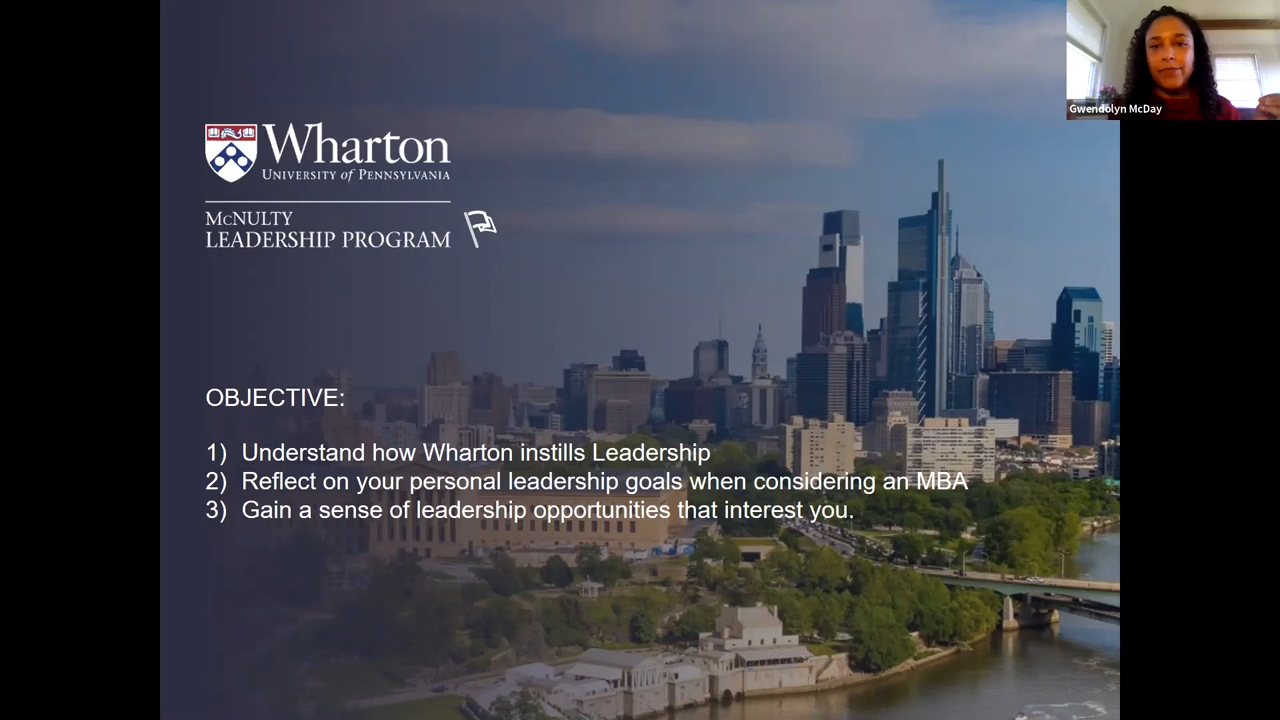 Wharton
UNIVERSITY of PENNSYLVANIA
McNULTY
LEADERSHIP PROGRAM
Gwendolyn McDay
OBJECTIVE:
1) Understand how Wharton instills Leadership
2) Reflect on your personal leadership goals when considering an MBA
3) Gain a sense of leadership opportunities that interest you.